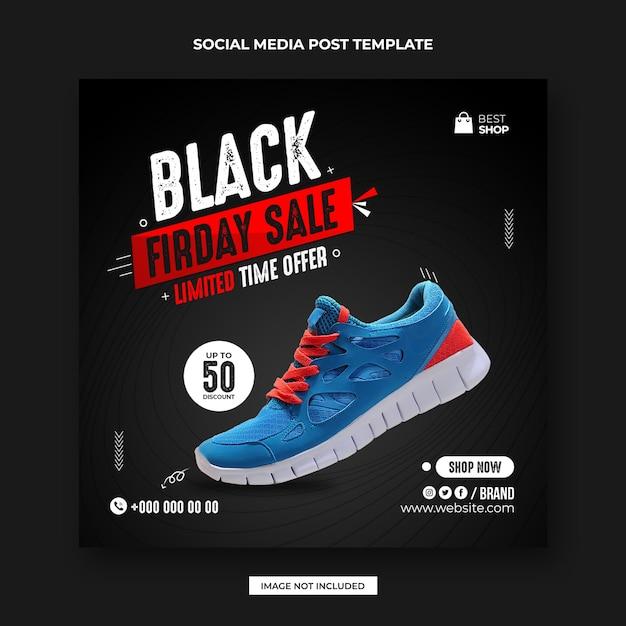 SOCIAL MEDIA POST TEMPLATE
BEST
SHOP
BLACK
FIRDAY SALE
LIMITED TIME OFFER
UP TO
50
DISCOUNT
SHOP NOW
+000 000 00 00
/BRAND
www.website.com
IMAGE NOT INCLUDED